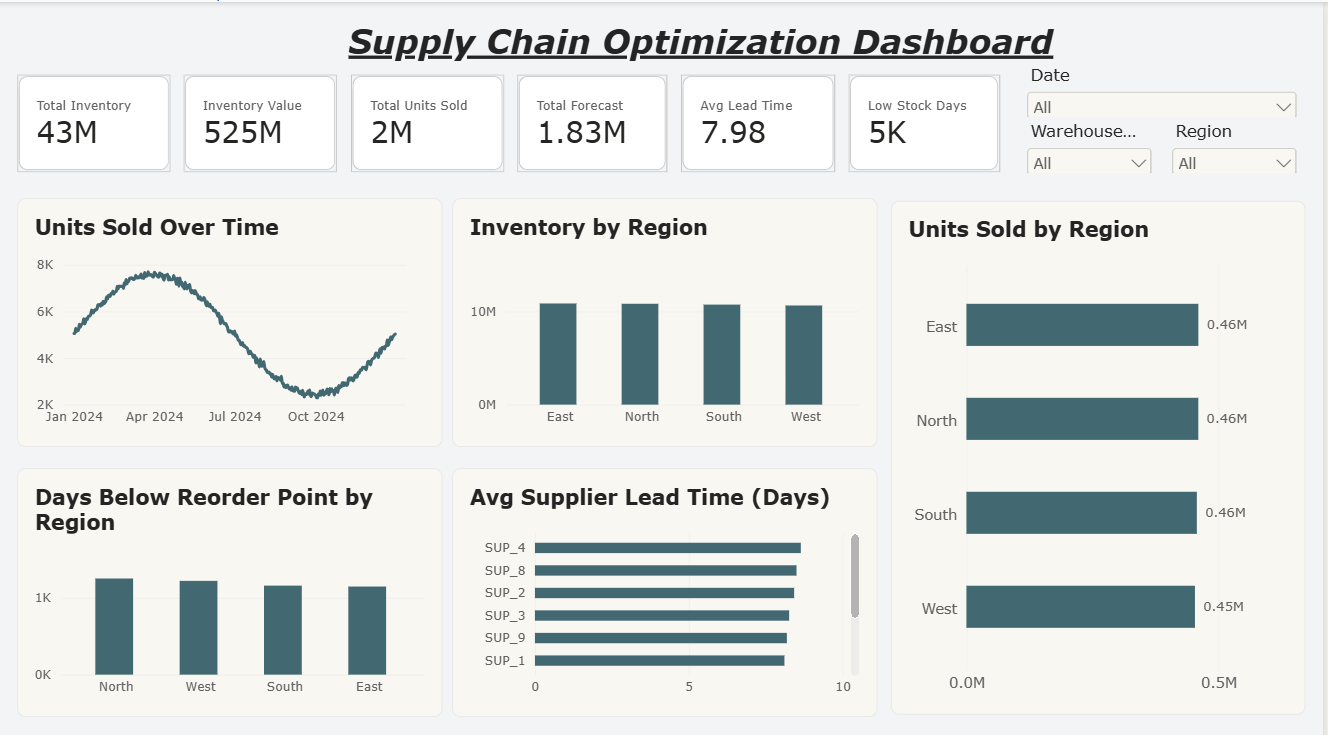 Supply Chain Optimization Dashboard
Total Inventory
43M
Inventory Value
525M
Total Units Sold
2M
Total Forecast
1.83M
Avg Lead Time
7.98
Low Stock Days
5K
Date
All
Warehouse...
All
Region
All
Units Sold Over Time
8K
6K
4K
2K
Jan 2024
Apr 2024
Jul 2024
Oct 2024
Inventory by Region
10M
0M
East
North
South
West
Units Sold by Region
East
0.46M
North
0.46M
South
0.46M
West
0.45M
0.0M
0.5M
Days Below Reorder Point by
Region
1K
0K
North
West
South
East
Avg Supplier Lead Time (Days)
SUP_4
SUP_8
SUP_2
SUP_3
SUP_9
SUP_1
0
5
10